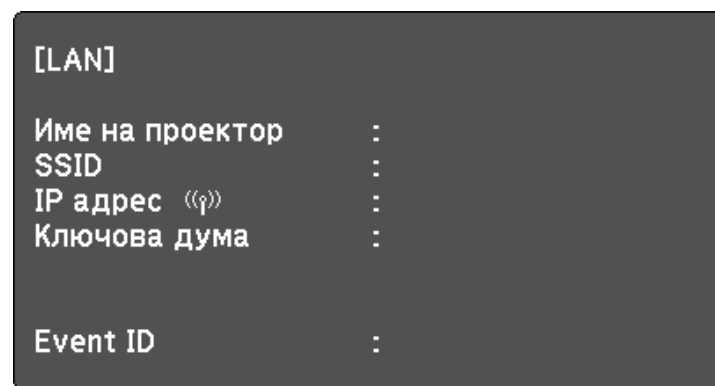 [LAN]
Име на проектор :
SSID :
IP адрес :
Ключова дума :
Event ID :